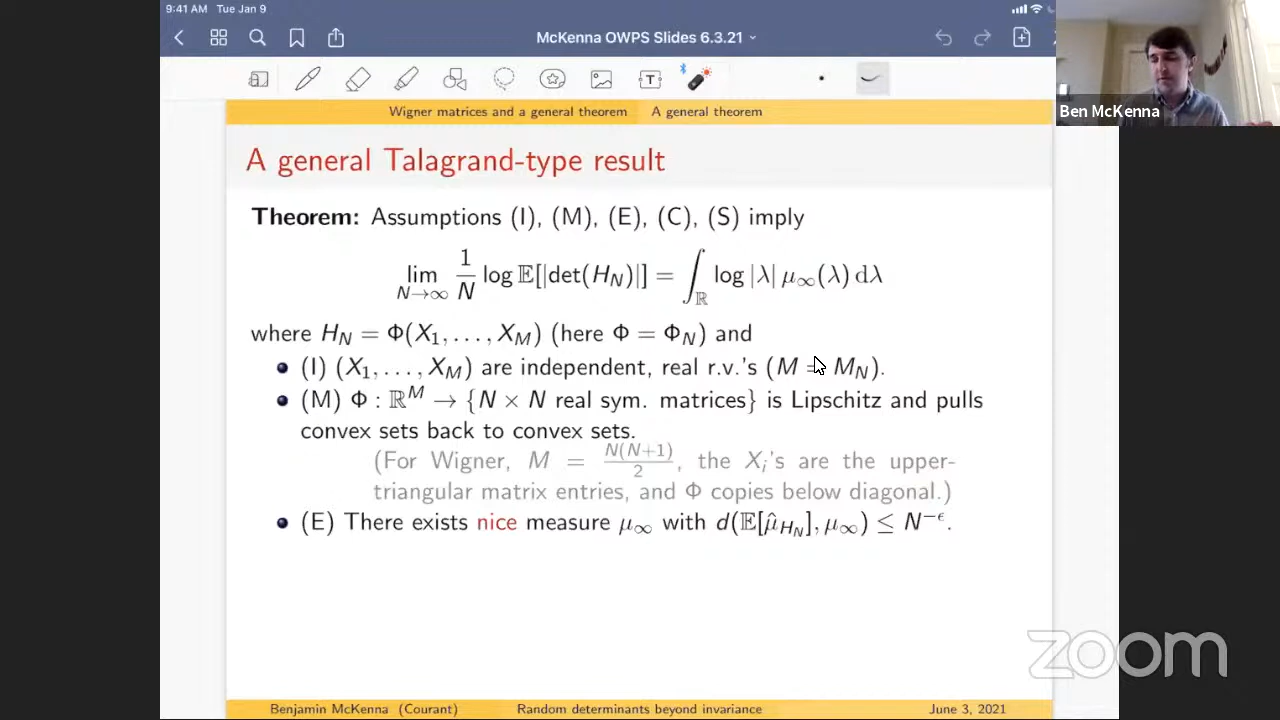 9:41 AM Tue Jan 9
McKenna OWPS Slides 6.3.21
Ben McKenna
Wigner matrices and a general theorem A general theorem
A general Talagrand-type result
Theorem: Assumptions (I), (M), (E), (C), (S) imply
lim_{N→∞} 1/N log 𝔼[|det(H_N)|] = ∫_ℝ log |λ| μ_∞(λ) dλ
where H_N = Φ(X_1, . . . , X_M) (here Φ = Φ_N) and
• (I) (X_1, . . . , X_M) are independent, real r.v.'s (M = M_N).
• (M) Φ : ℝ^M → {N × N real sym. matrices} is Lipschitz and pulls
convex sets back to convex sets.
(For Wigner, M = N(N+1)/2, the X_i's are the upper-
triangular matrix entries, and Φ copies below diagonal.)
• (E) There exists nice measure μ_∞ with d(𝔼[μ̂_{H_N}], μ_∞) ≤ N^{−ϵ}.
zoom
Benjamin McKenna (Courant) Random determinants beyond invariance June 3, 2021